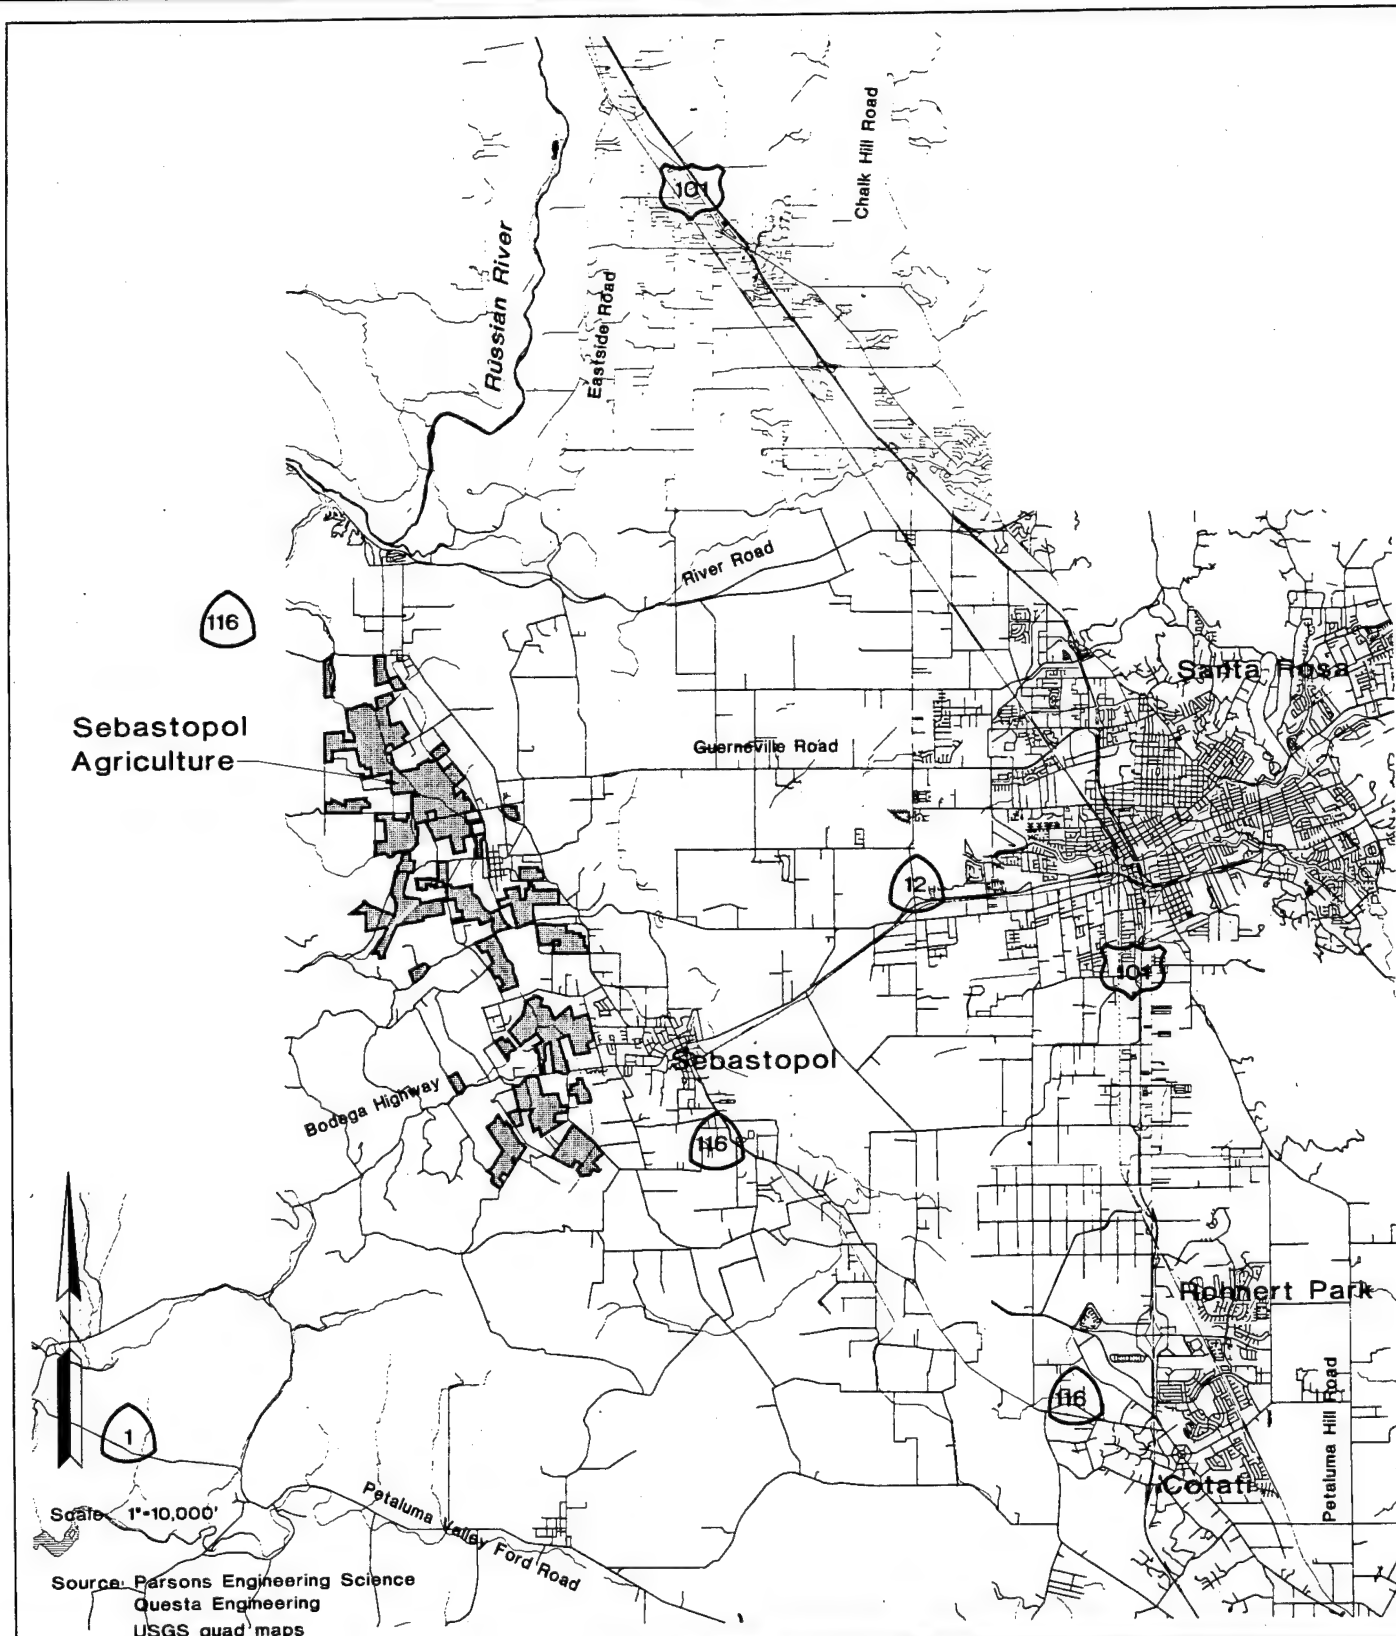 Chalk Hill Road
101
Russian River
Eastside Road
River Road
116
Santa Rosa
Sebastopol
Agriculture
Guerneville Road
12
101
Sebastopol
Bodega Highway
116
Rohnert Park
116
Petaluma Hill Road
1
Cotati
Petaluma Valley Ford Road
Scale: 1"=10,000'
Source: Parsons Engineering Science
Questa Engineering
USGS quad maps